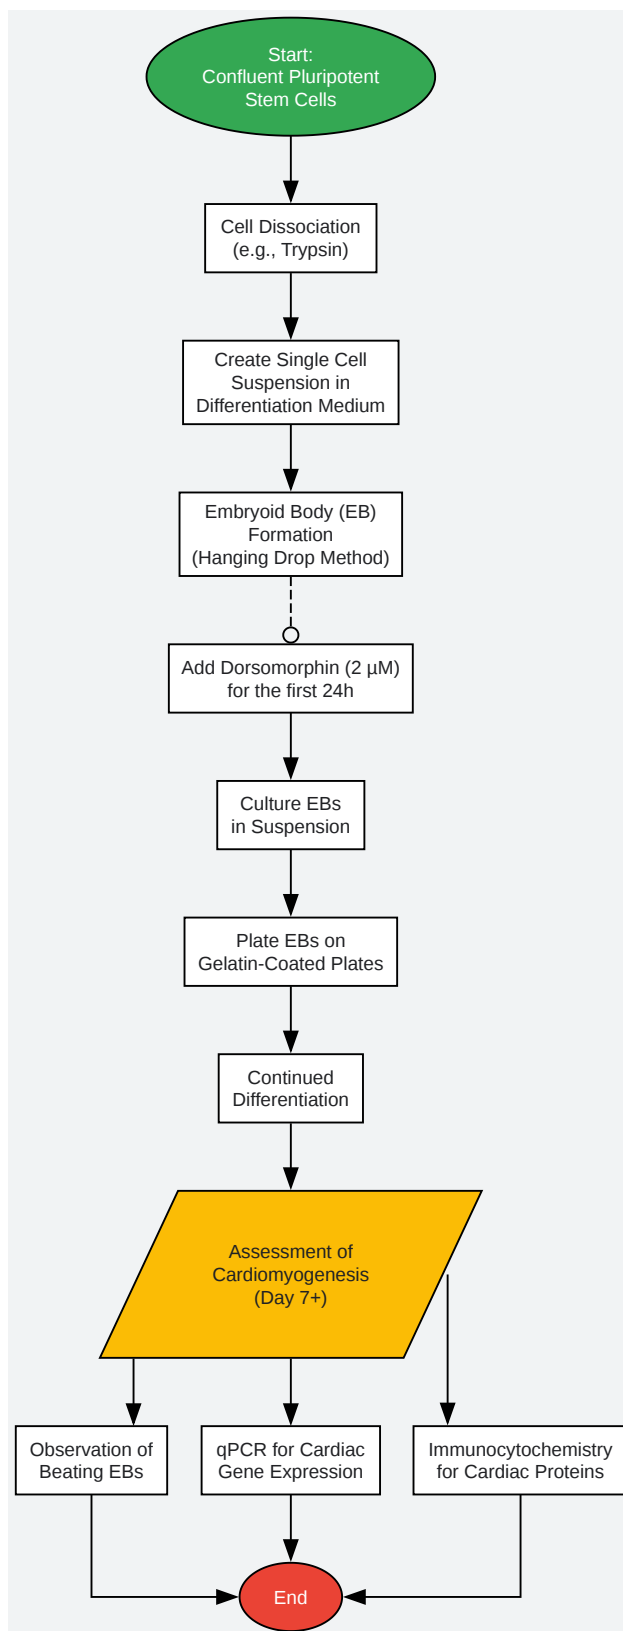 Start:
Confluent Pluripotent
Stem Cells
Cell Dissociation
(e.g., Trypsin)
Create Single Cell
Suspension in
Differentiation Medium
Embryoid Body (EB)
Formation
(Hanging Drop Method)
Add Dorsomorphin (2 µM)
for the first 24h
Culture EBs
in Suspension
Plate EBs on
Gelatin-Coated Plates
Continued
Differentiation
Assessment of
Cardiomyogenesis
(Day 7+)
Observation of
Beating EBs
qPCR for Cardiac
Gene Expression
Immunocytochemistry
for Cardiac Proteins
End